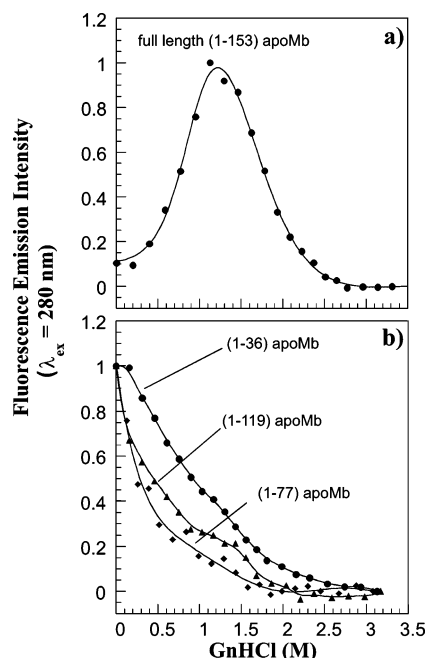 a)
full length (1-153) apoMb
1.2
1
0.8
0.6
0.4
0.2
0
Fluorescence Emission Intensity
(λex = 280 nm)
b)
1.2
1
0.8
0.6
0.4
0.2
0
(1-36) apoMb
(1-119) apoMb
(1-77) apoMb
0 0.5 1 1.5 2 2.5 3 3.5
GnHCl (M)